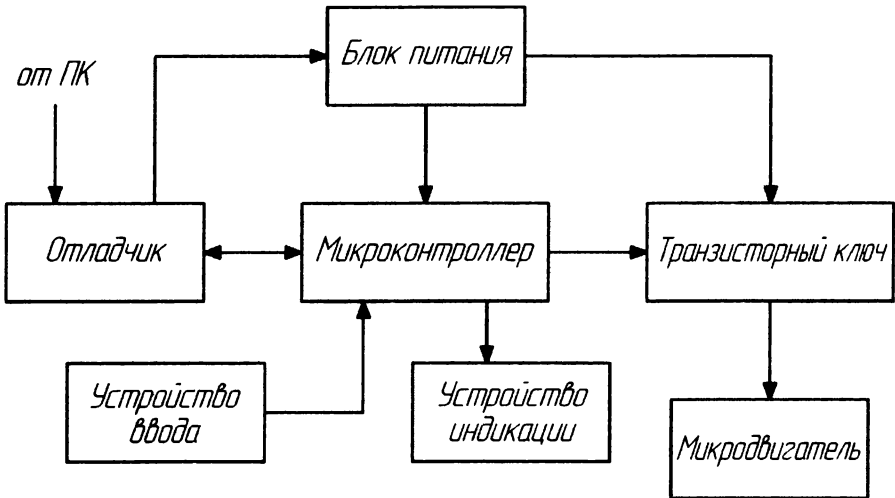 Блок питания
от ПК
Отладчик
Микроконтроллер
Транзисторный ключ
Устройство
ввода
Устройство
индикации
Микродвигатель